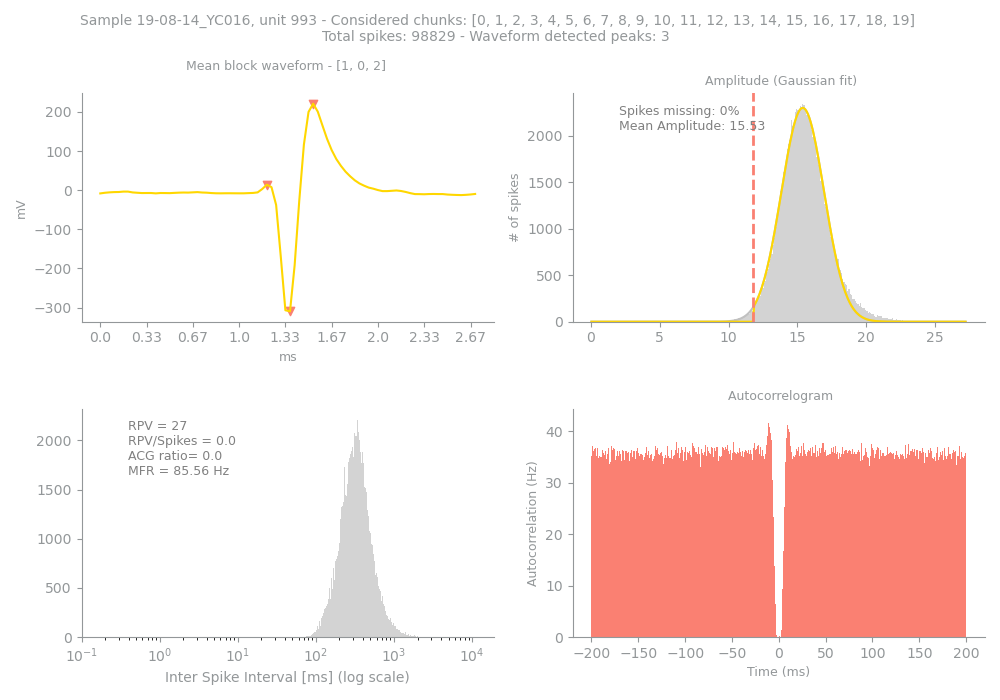 Sample 19-08-14_YC016, unit 993 - Considered chunks: [0, 1, 2, 3, 4, 5, 6, 7, 8, 9, 10, 11, 12, 13, 14, 15, 16, 17, 18, 19]
Total spikes: 98829 - Waveform detected peaks: 3
Mean block waveform - [1, 0, 2]
200
100
0
−100
−200
−300
mV
0.0 0.33 0.67 1.0 1.33 1.67 2.0 2.33 2.67
ms
Amplitude (Gaussian fit)
Spikes missing: 0%
Mean Amplitude: 15.53
2000
1500
1000
500
0
# of spikes
0 5 10 15 20 25
RPV = 27
RPV/Spikes = 0.0
ACG ratio= 0.0
MFR = 85.56 Hz
2000
1500
1000
500
0
10⁻¹ 10⁰ 10¹ 10² 10³ 10⁴
Inter Spike Interval [ms] (log scale)
Autocorrelogram
40
30
20
10
0
Autocorrelation (Hz)
−200 −150 −100 −50 0 50 100 150 200
Time (ms)